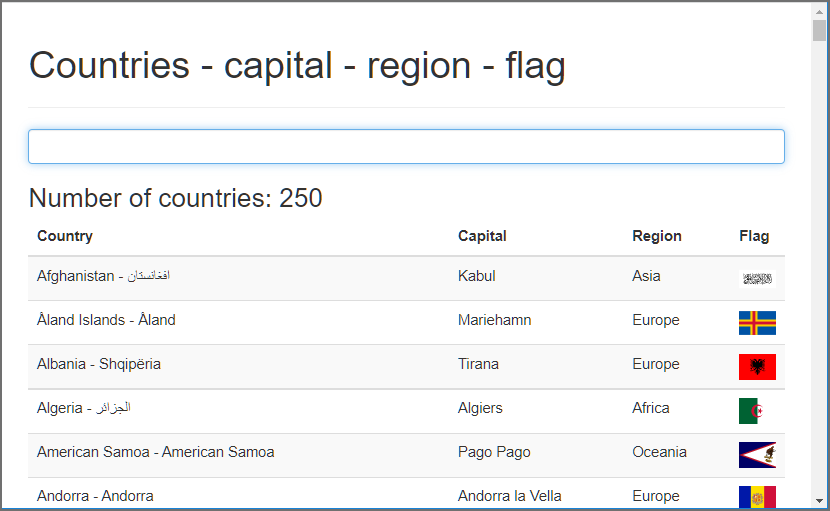 Countries - capital - region - flag
Number of countries: 250
Country Capital Region Flag
Afghanistan - افغانستان Kabul Asia
Åland Islands - Åland Mariehamn Europe
Albania - Shqipëria Tirana Europe
Algeria - الجزائر Algiers Africa
American Samoa - American Samoa Pago Pago Oceania
Andorra - Andorra Andorra la Vella Europe